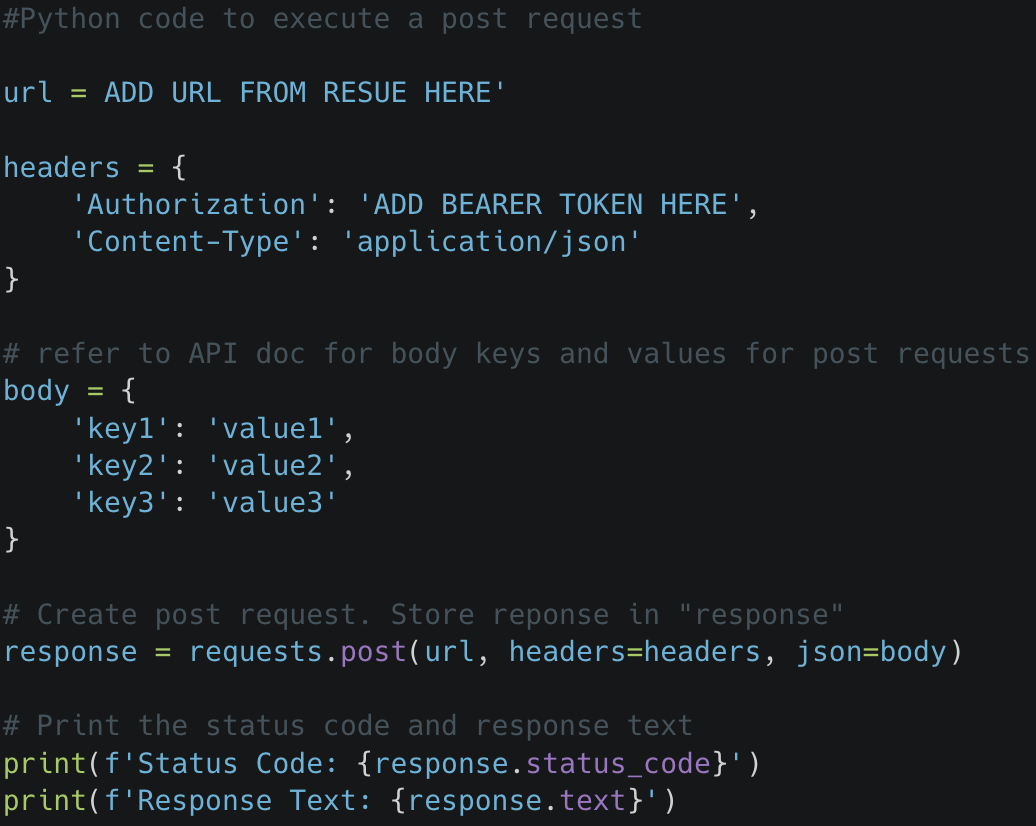 #Python code to execute a post request
url = ADD URL FROM RESUE HERE'
headers = {
    'Authorization': 'ADD BEARER TOKEN HERE',
    'Content-Type': 'application/json'
}
# refer to API doc for body keys and values for post requests
body = {
    'key1': 'value1',
    'key2': 'value2',
    'key3': 'value3'
}
# Create post request. Store reponse in "response"
response = requests.post(url, headers=headers, json=body)
# Print the status code and response text
print(f'Status Code: {response.status_code}')
print(f'Response Text: {response.text}')